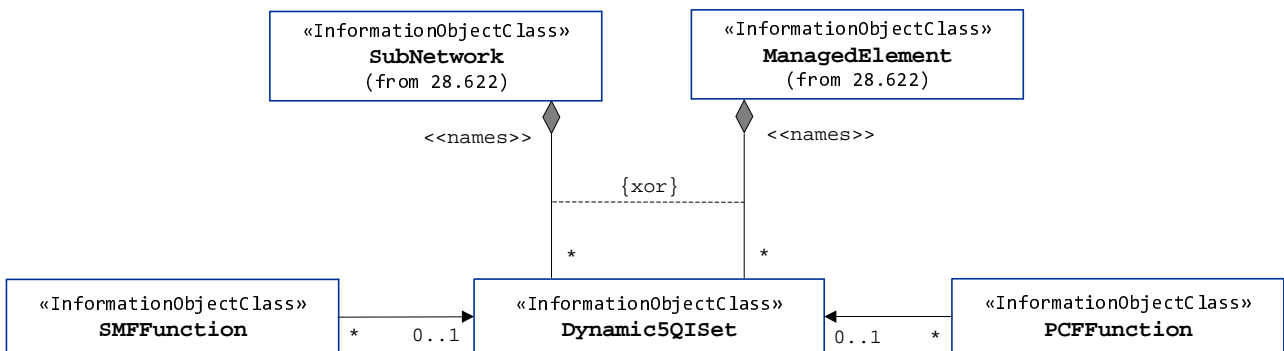 «InformationObjectClass»
SubNetwork
(from 28.622)
«InformationObjectClass»
ManagedElement
(from 28.622)
<<names>>
<<names>>
{xor}
*
*
«InformationObjectClass»
SMFFunction
*
0..1
«InformationObjectClass»
Dynamic5QISet
0..1
*
«InformationObjectClass»
PCFFunction